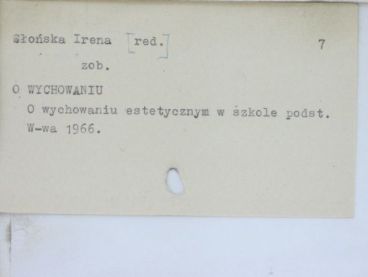 Słońska Irena [red.] 7
zob.
O WYCHOWANIU
O wychowaniu estetycznym w szkole podst.
W-wa 1966.